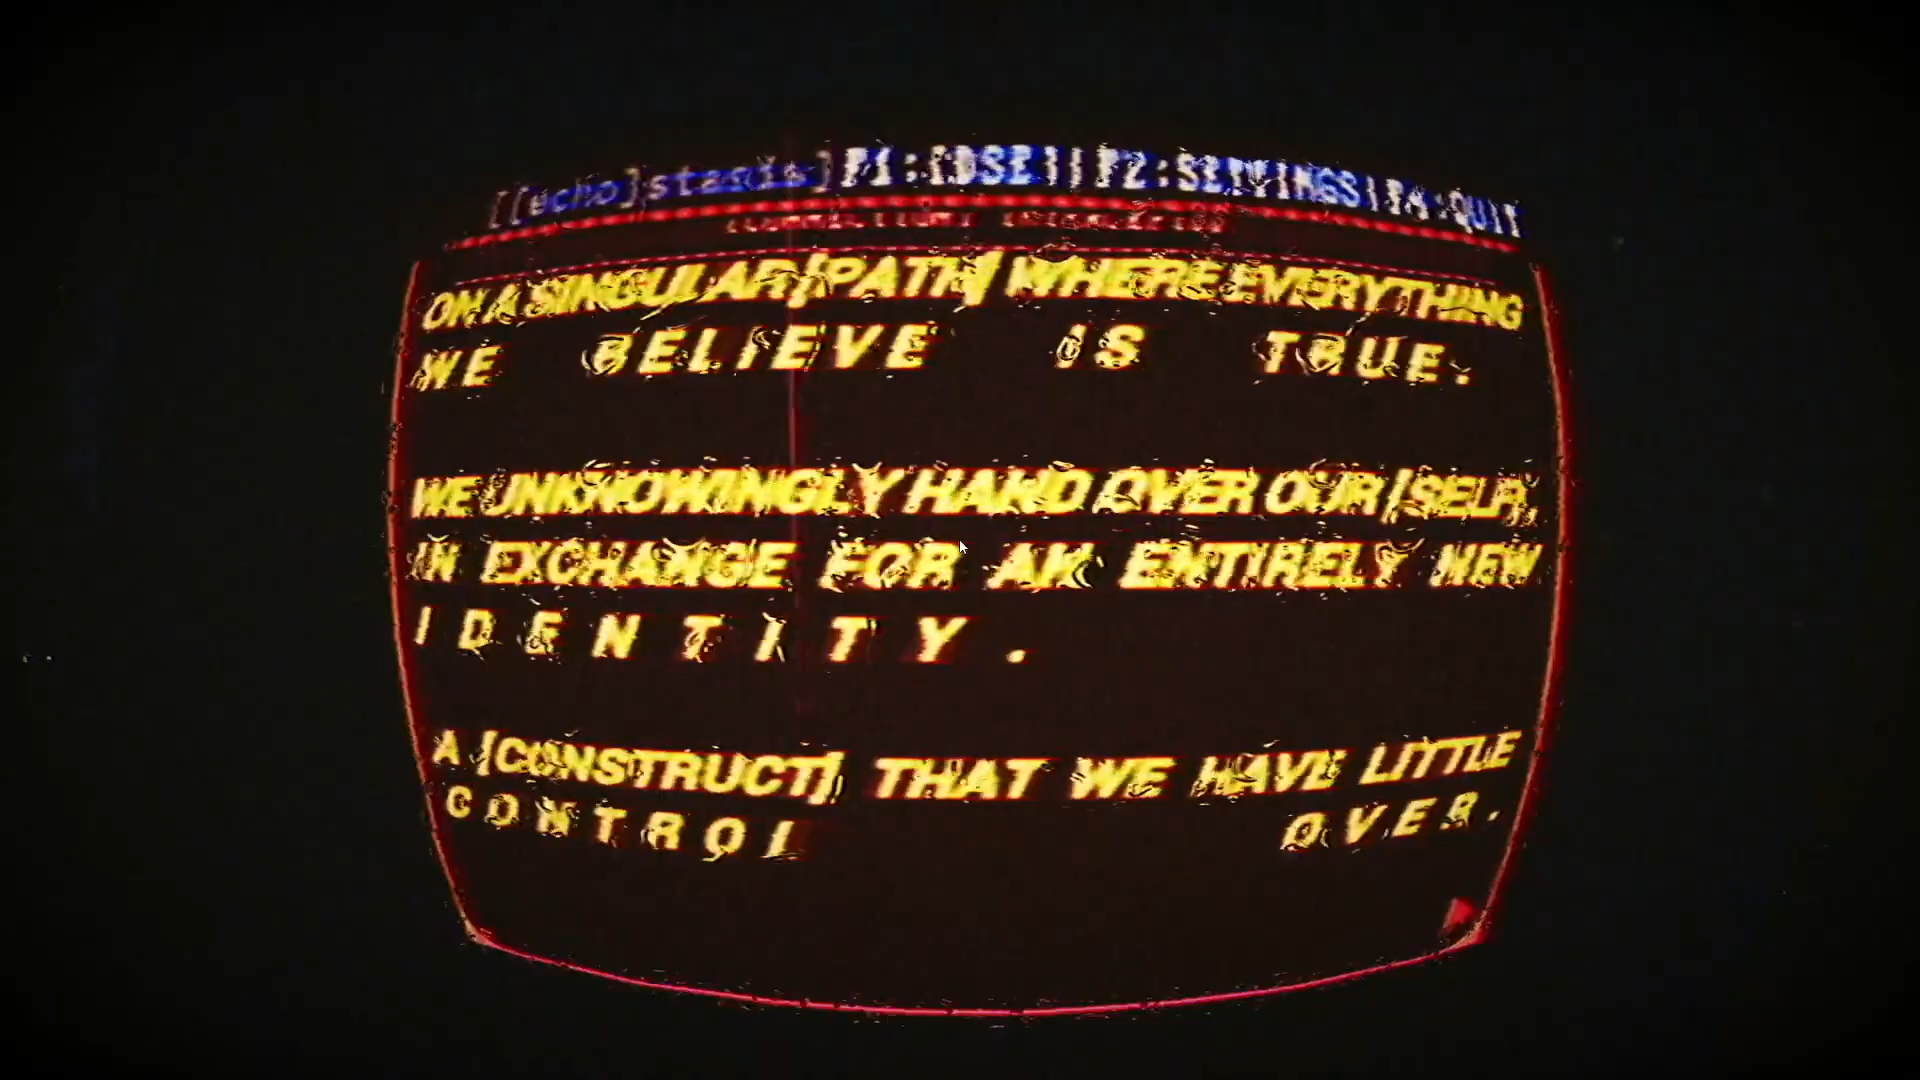 [[echo]stasis] F1:CLOSE || F2:SETTINGS | F4:QUIT
ON A SINGULAR [PATH] WHERE EVERYTHING
WE BELIEVE IS TRUE.
WE UNKNOWINGLY HAND OVER OUR [SELF],
IN EXCHANGE FOR AN ENTIRELY NEW
IDENTITY.
A [CONSTRUCT] THAT WE HAVE LITTLE
CONTROL OVER.